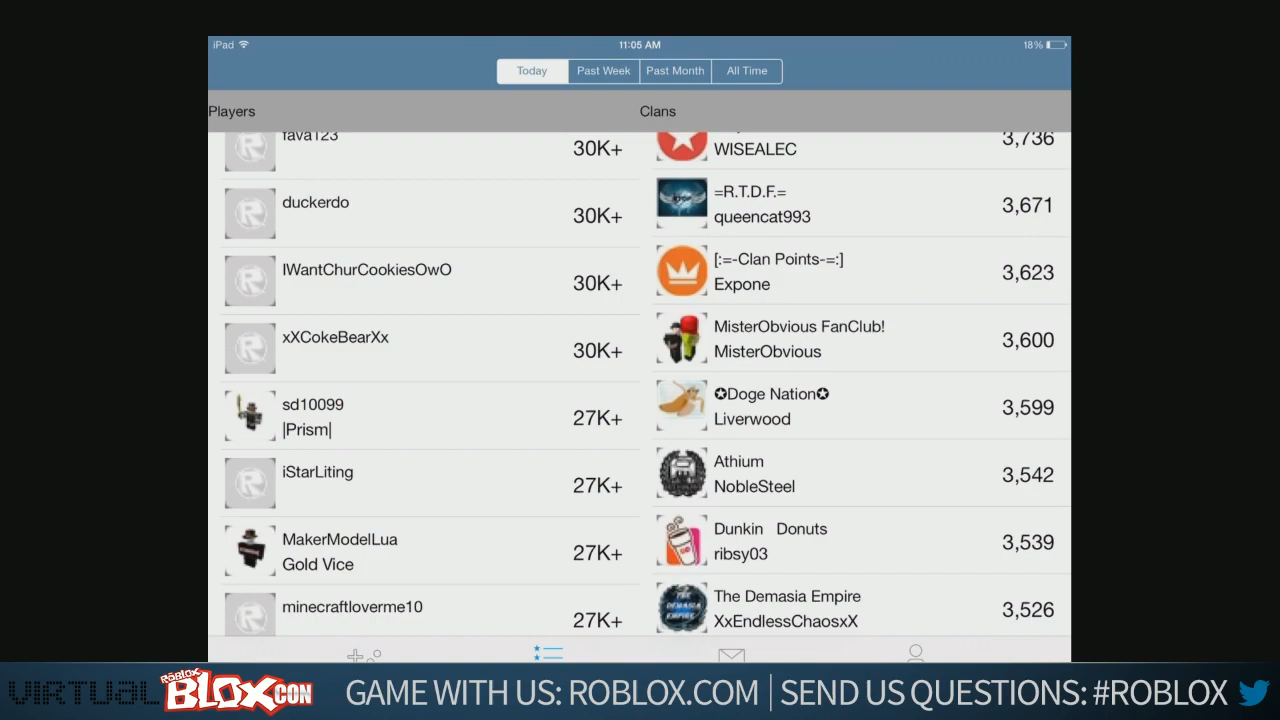 iPad
11:05 AM
18%
Today
Past Week
Past Month
All Time
Players
Clans
fava123
30K+
duckerdo
30K+
IWantChurCookiesOwO
30K+
xXCokeBearXx
30K+
sd10099
|Prism|
27K+
iStarLiting
27K+
MakerModelLua
Gold Vice
27K+
minecraftloverme10
27K+
WISEALEC
3,736
=R.T.D.F.=
queencat993
3,671
[:=-Clan Points-=:]
Expone
3,623
MisterObvious FanClub!
MisterObvious
3,600
✪Doge Nation✪
Liverwood
3,599
Athium
NobleSteel
3,542
Dunkin Donuts
ribsy03
3,539
The Demasia Empire
XxEndlessChaosxX
3,526
VIRTUAL
ROBLOX
BLOXCON
GAME WITH US: ROBLOX.COM | SEND US QUESTIONS: #ROBLOX